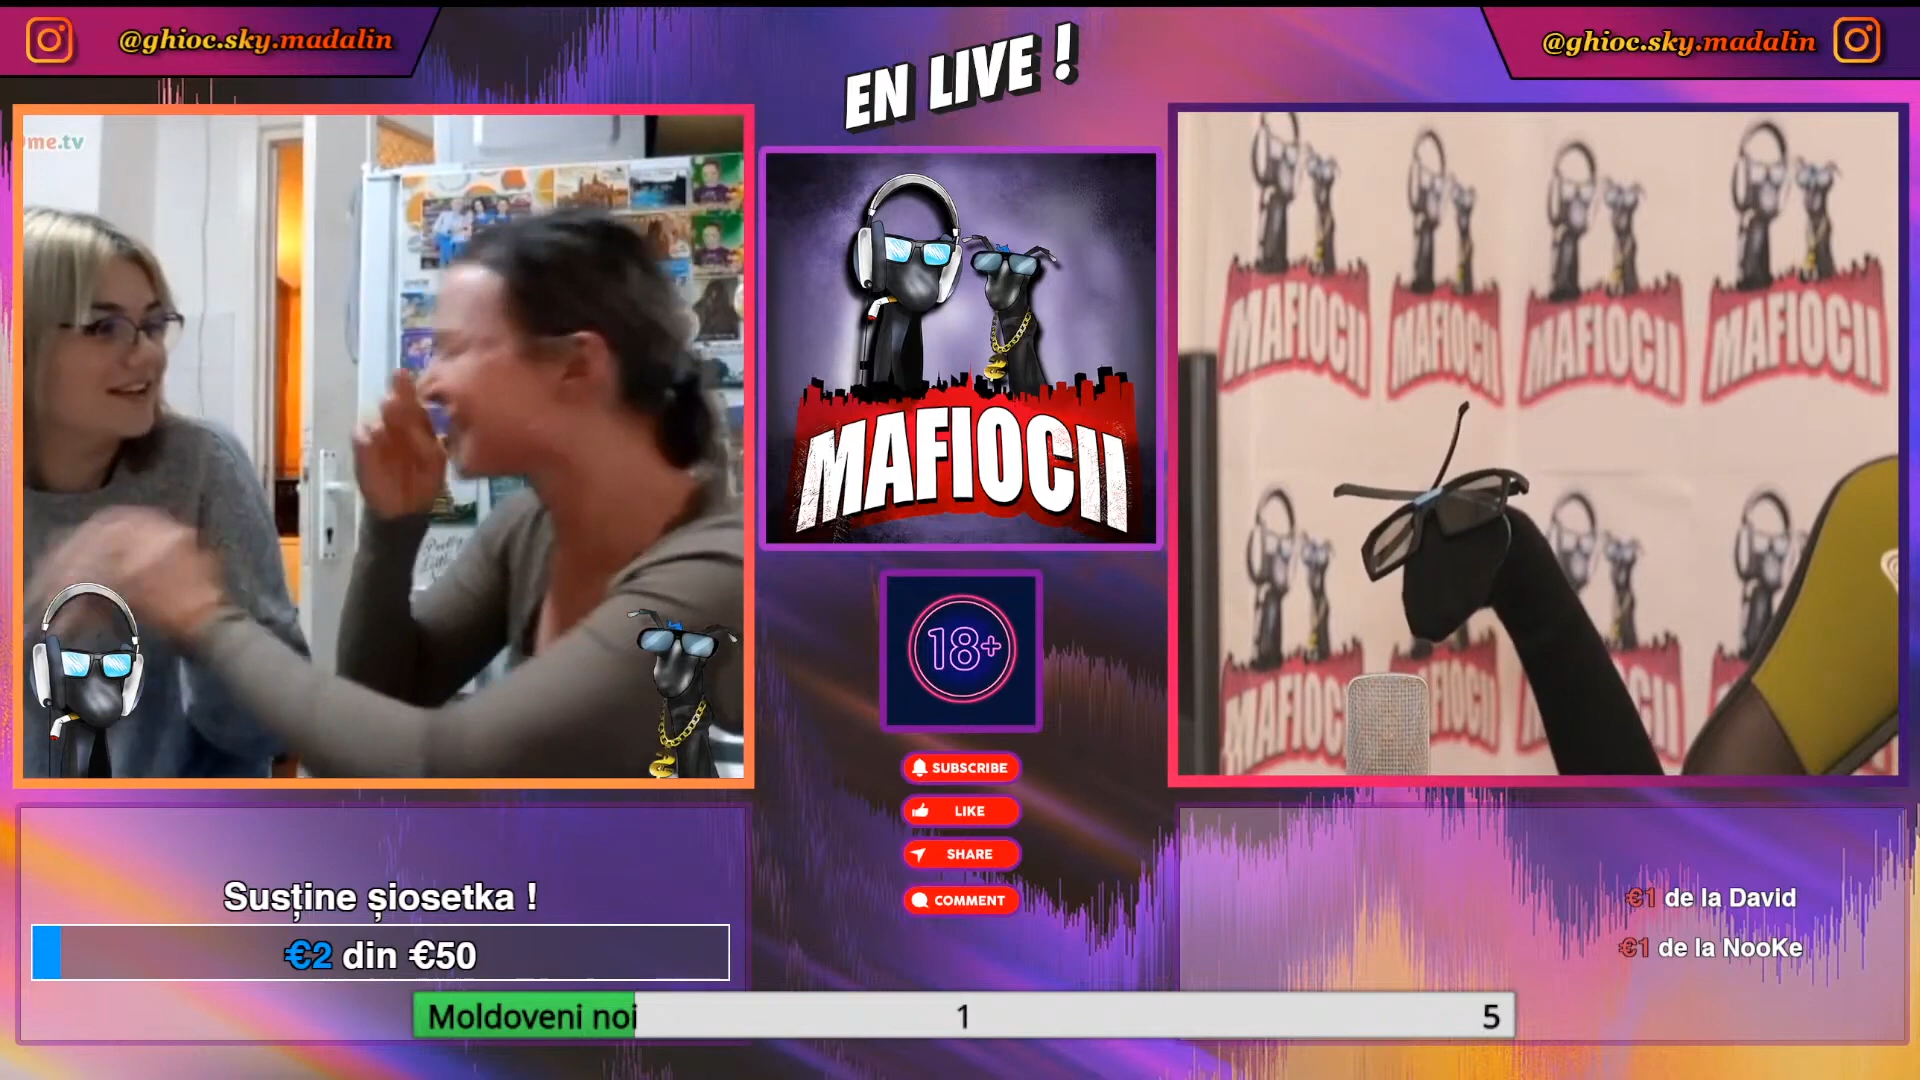 @ghioc.sky.madalin
EN LIVE !
@ghioc.sky.madalin
me.tv
MAFIOCII
MAFIOCII
MAFIOCII
MAFIOCII
MAFIOCII
18+
SUBSCRIBE
LIKE
SHARE
COMMENT
Susține șiosetka !
€2 din €50
€1 de la David
€1 de la NooKe
Moldoveni noi
1
5